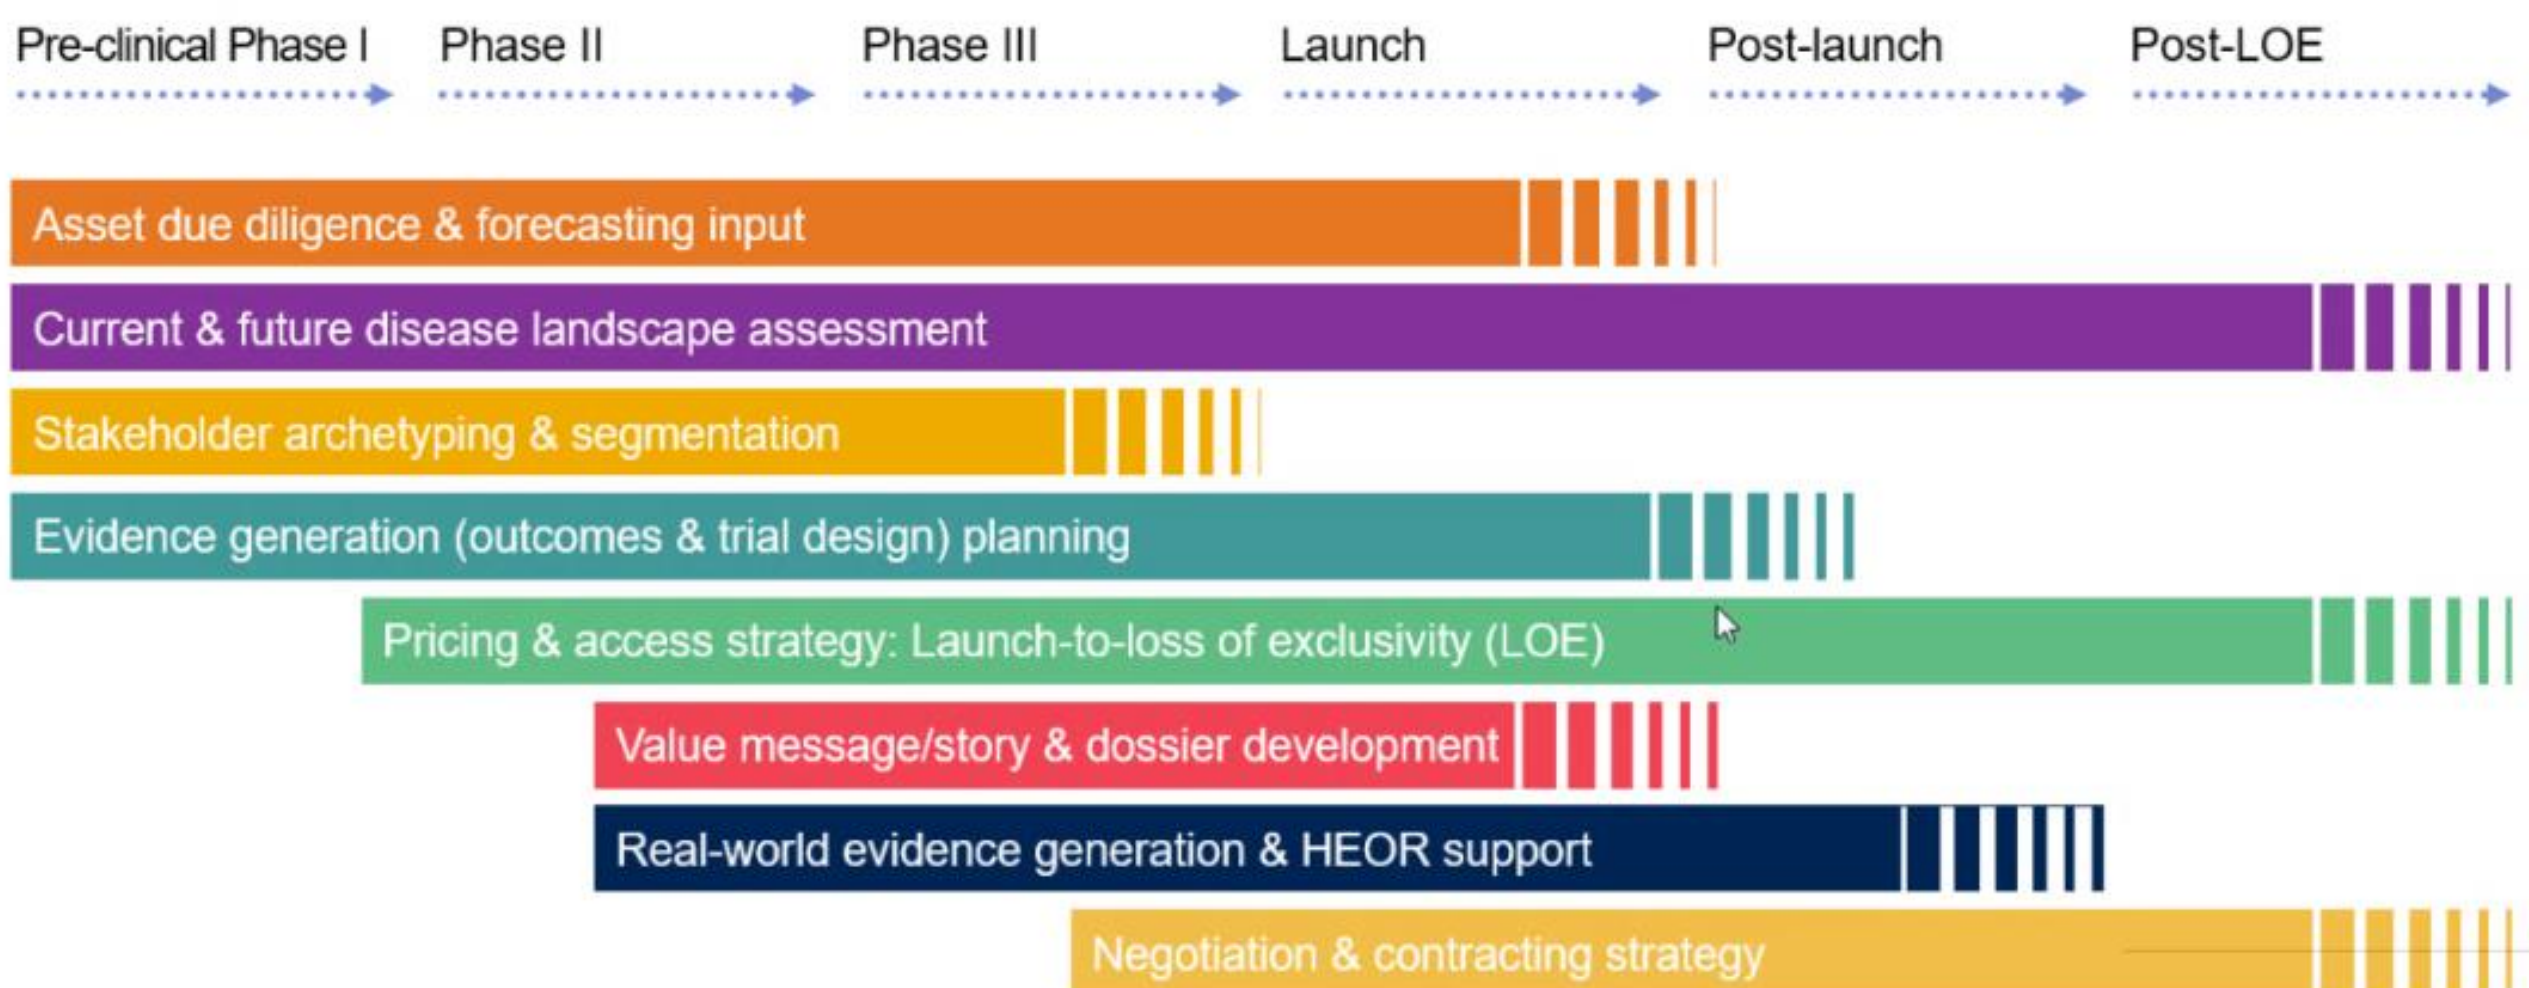 Pre-clinical Phase I Phase II Phase III Launch Post-launch Post-LOE
Asset due diligence & forecasting input
Current & future disease landscape assessment
Stakeholder archetyping & segmentation
Evidence generation (outcomes & trial design) planning
Pricing & access strategy: Launch-to-loss of exclusivity (LOE)
Value message/story & dossier development
Real-world evidence generation & HEOR support
Negotiation & contracting strategy